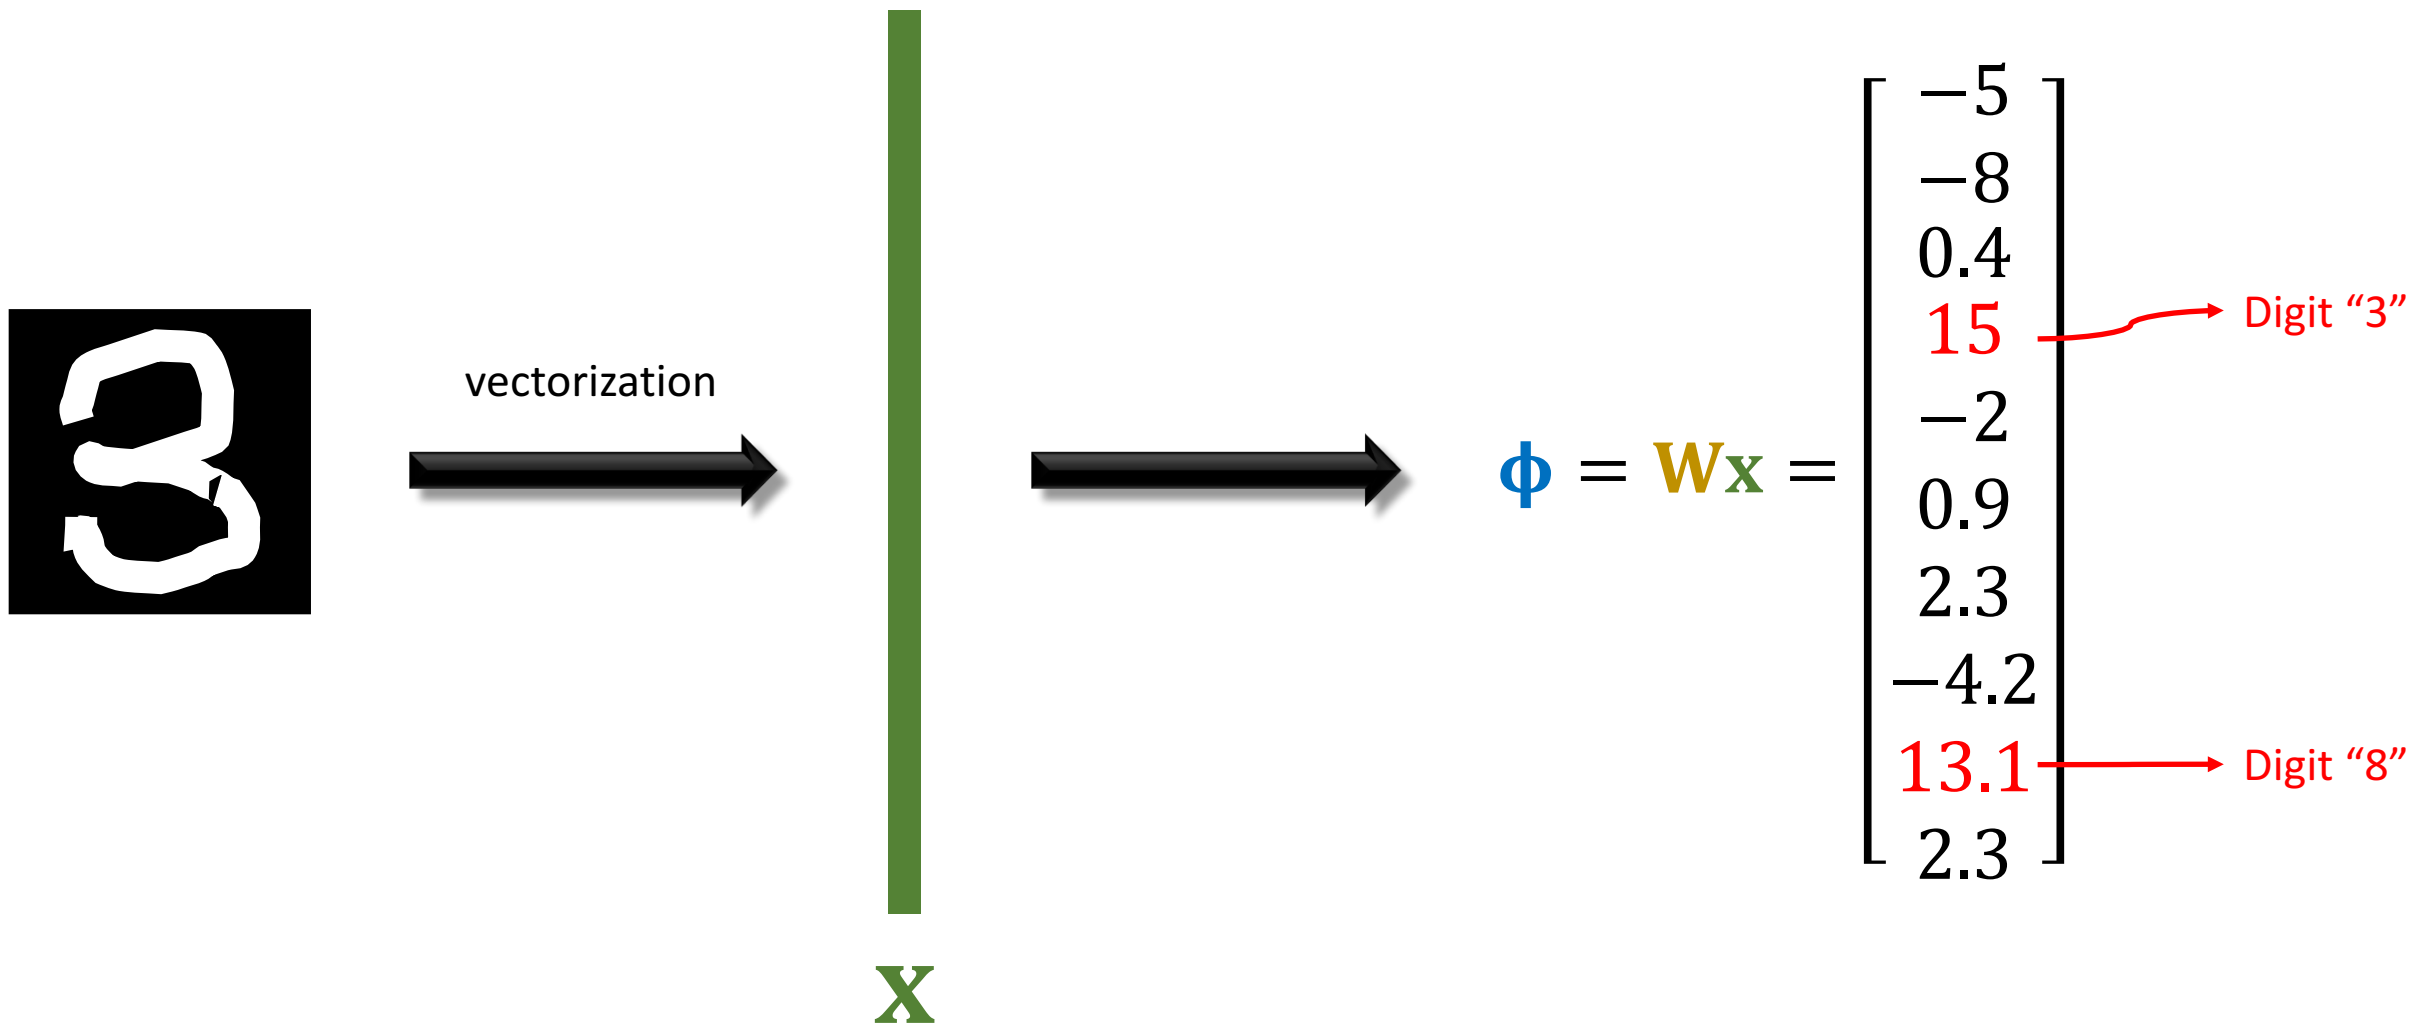 vectorization
x
ϕ = Wx =
−5
−8
0.4
15
−2
0.9
2.3
−4.2
13.1
2.3
Digit “3”
Digit “8”